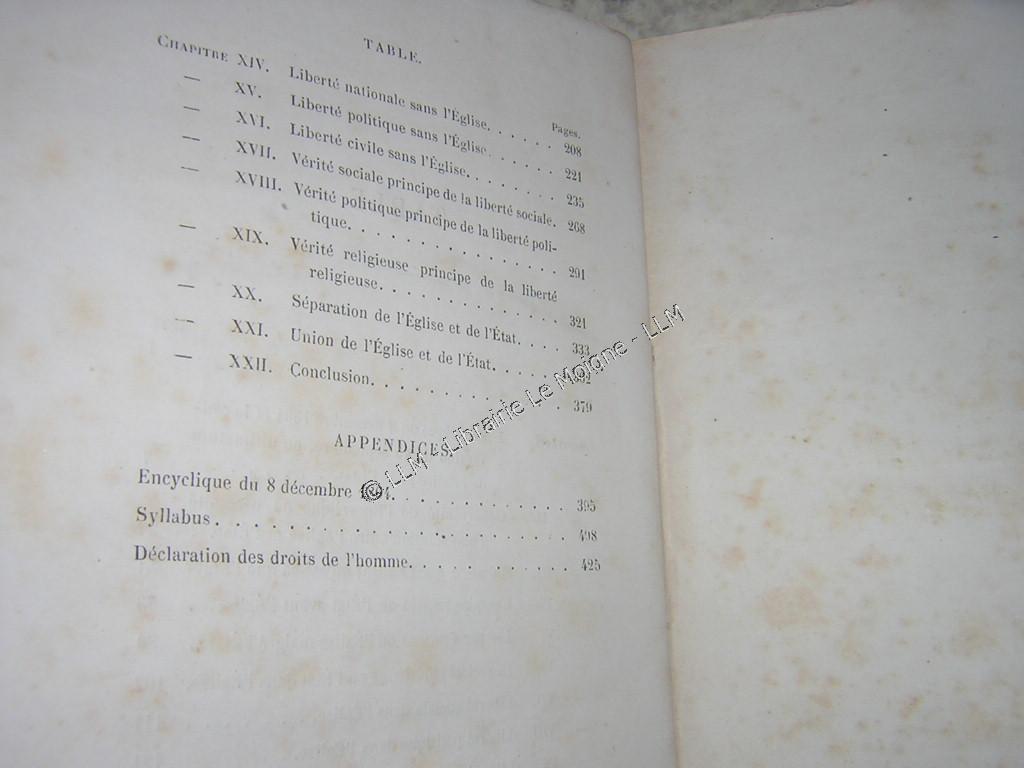 TABLE.
Pages.
CHAPITRE XIV. Liberté nationale sans l'Église. . . . . . 208
— XV. Liberté politique sans l'Église. . . . . . 221
— XVI. Liberté civile sans l'Église. . . . . . . 235
— XVII. Vérité sociale principe de la liberté sociale. 268
— XVIII. Vérité politique principe de la liberté poli-
tique. . . . . . . . . . . . . . 291
— XIX. Vérité religieuse principe de la liberté
religieuse. . . . . . . . . . . . 321
— XX. Séparation de l'Église et de l'État. . . . . 333
— XXI. Union de l'Église et de l'État. . . . . .
— XXII. Conclusion. . . . . . . . . . . . 379
APPENDICES.
Encyclique du 8 décembre . . . . . . . . . . . 395
Syllabus. . . . . . . . . . . . . . . . . . . . 498
Déclaration des droits de l'homme. . . . . . . . . . 425
© LLM - Librairie Le Moigne - LLM